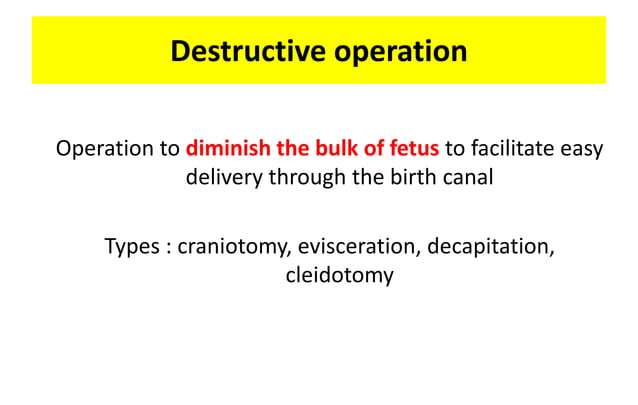 Destructive operation
Operation to diminish the bulk of fetus to facilitate easy
delivery through the birth canal
Types : craniotomy, evisceration, decapitation,
cleidotomy